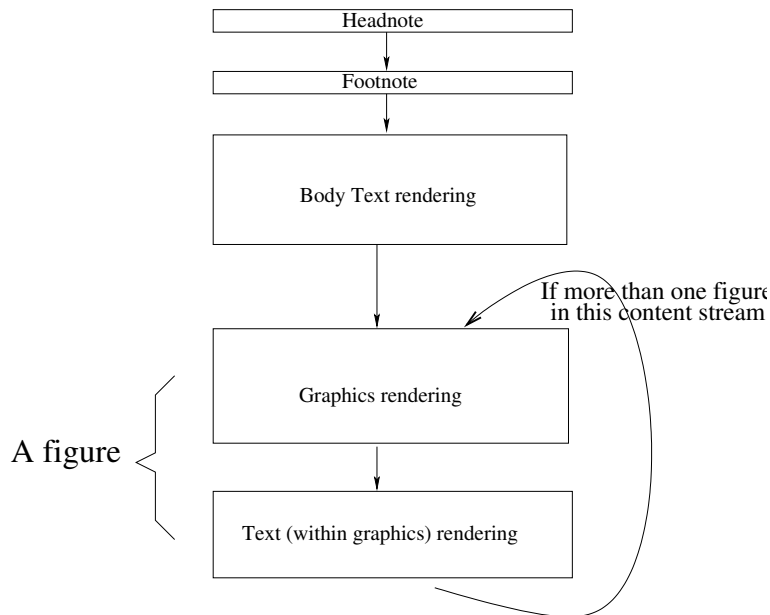 Headnote
Footnote
Body Text rendering
If more than one figure
in this content stream
Graphics rendering
A figure
Text (within graphics) rendering